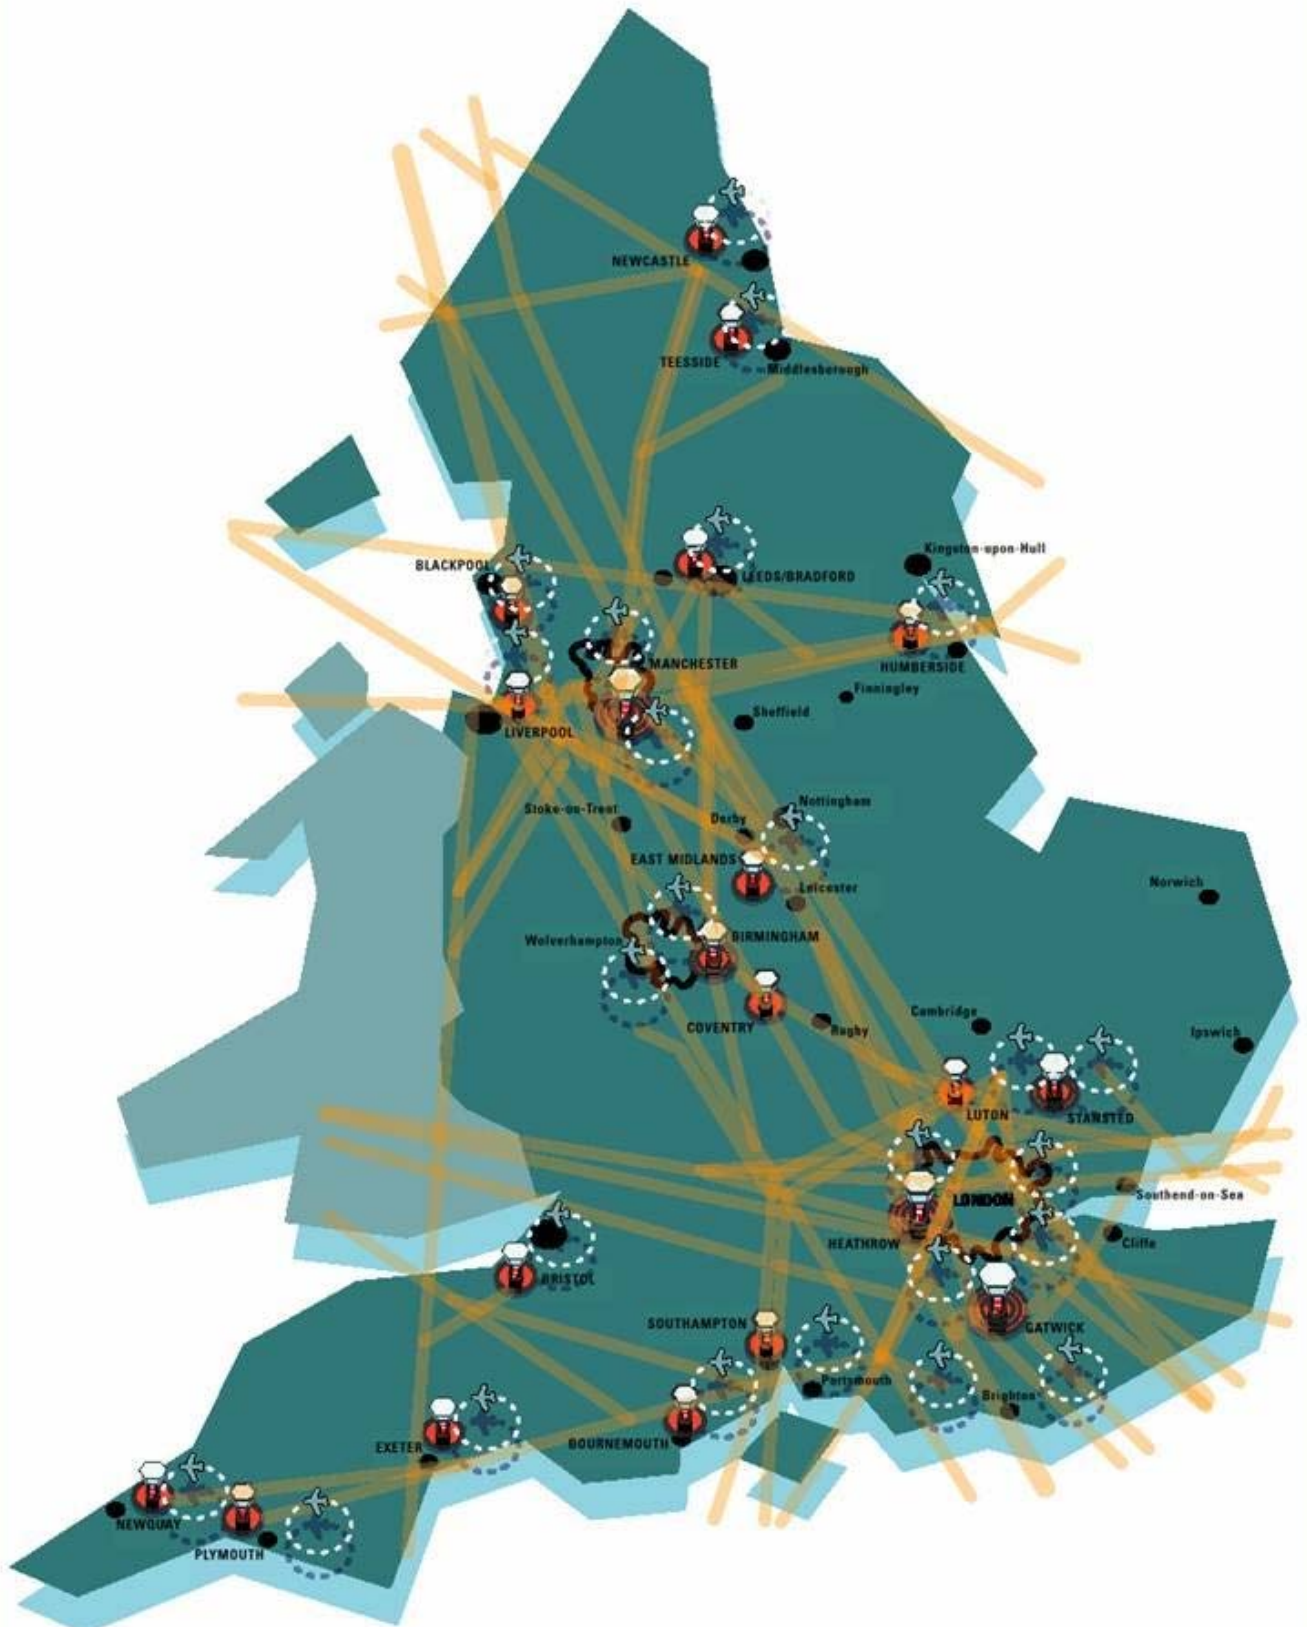 NEWCASTLE
TEESSIDE
Middlesborough
Kingston-upon-Hull
BLACKPOOL
LEEDS/BRADFORD
MANCHESTER
HUMBERSIDE
Finningley
Sheffield
LIVERPOOL
Nottingham
Stoke-on-Trent
Derby
EAST MIDLANDS
Leicester
Norwich
BIRMINGHAM
Wolverhampton
Cambridge
COVENTRY
Rugby
Ipswich
LUTON
STANSTED
LONDON
Southend-on-Sea
HEATHROW
Cliffe
BRISTOL
SOUTHAMPTON
GATWICK
Portsmouth
Brighton
EXETER
BOURNEMOUTH
NEWQUAY
PLYMOUTH